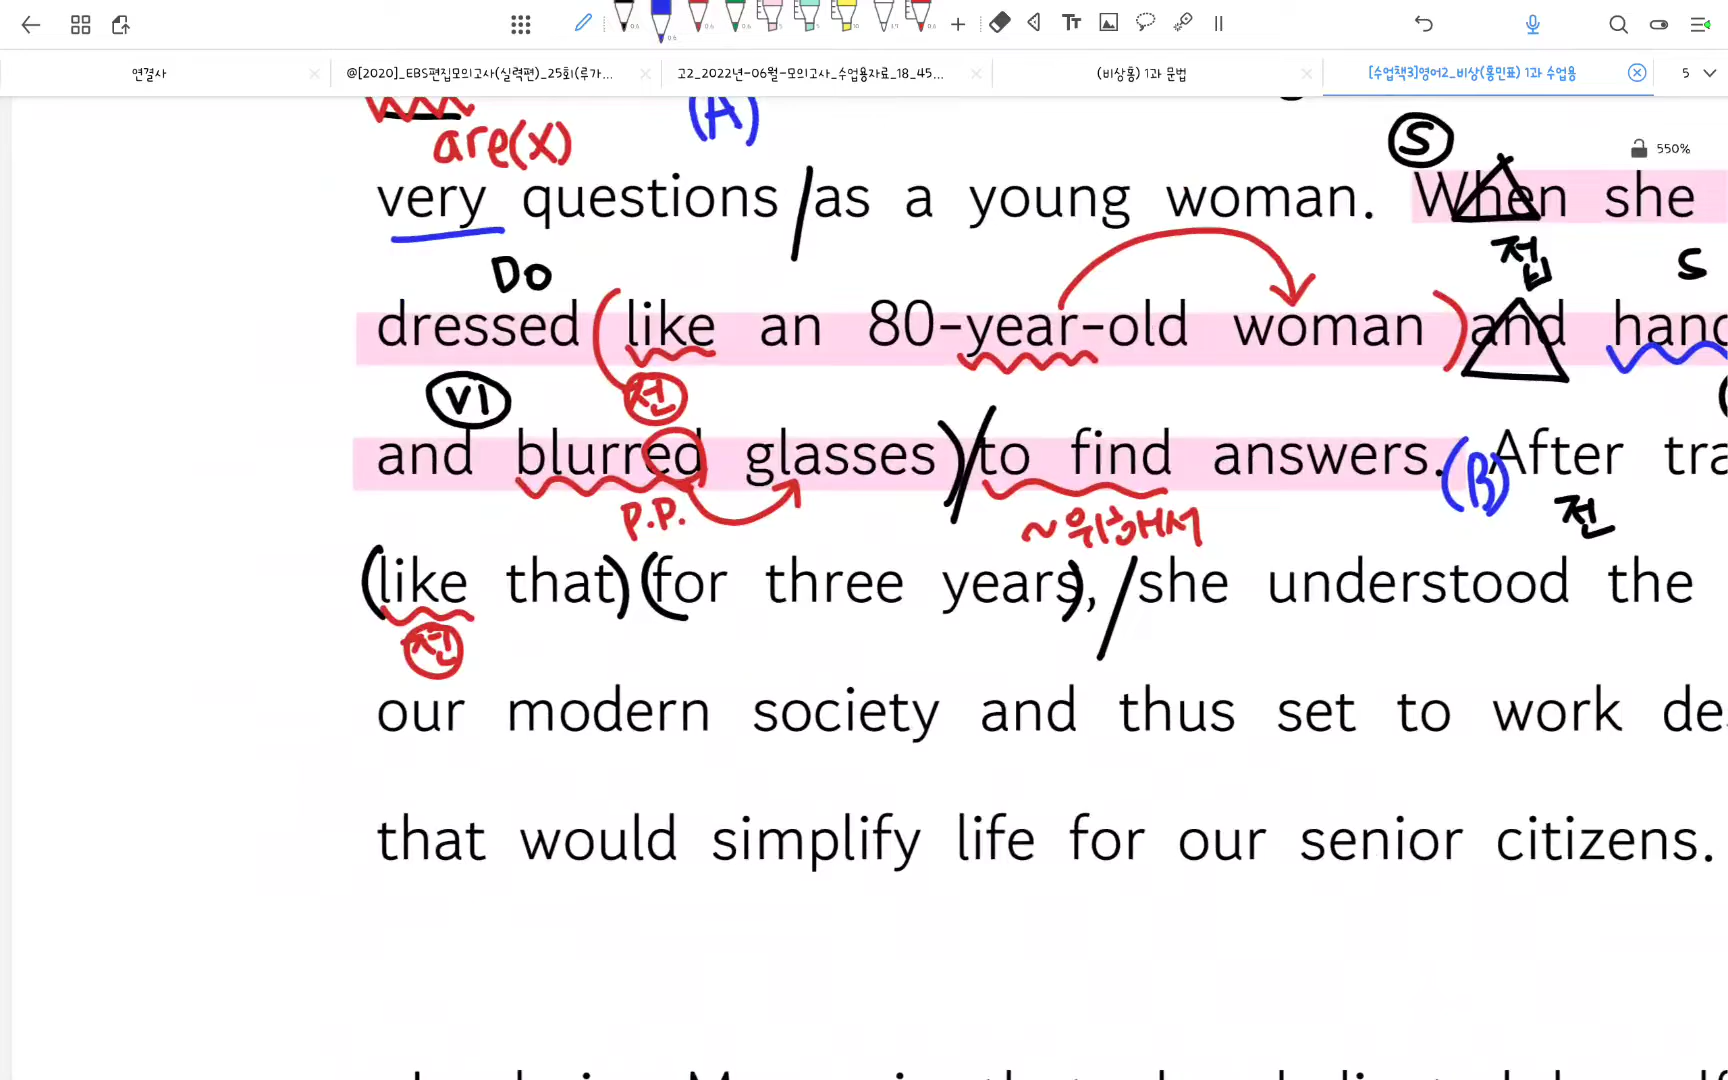 연결사
@[2020]_EBS편집모의고사(실력편)_25회(류가...
고2_2022년-06월-모의고사_수업용자료_18_45...
(비상홍) 1과 문법
[수업책3]영어2_비상(홍민표) 1과 수업용
5
550%
are(X)
(A)
S
very questions as a young woman. When she
DO
접
S
dressed (like an 80-year-old woman) and hand
V1
전
and blurred glasses) to find answers. (B) After tra
P.P.
~위해서
전
(like that) (for three years), she understood the
전
our modern society and thus set to work de
that would simplify life for our senior citizens.